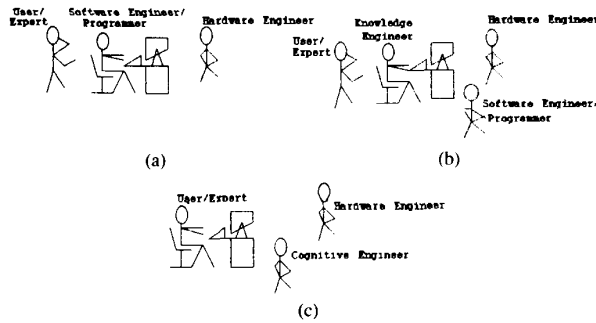 User/
Expert
Software Engineer/
Programmer
Hardware Engineer
(a)
User/
Expert
Knowledge
Engineer
Hardware Engineer
Software Engineer/
Programmer
(b)
User/Expert
Hardware Engineer
Cognitive Engineer
(c)